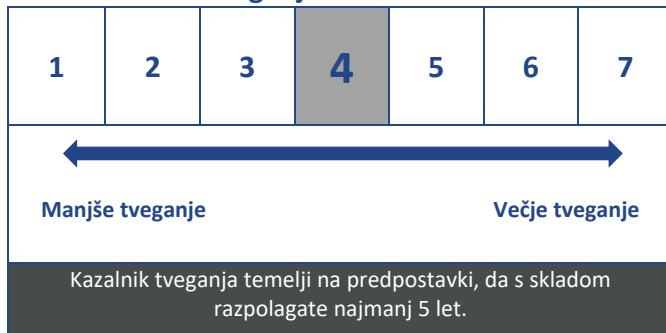 1 2 3 4 5 6 7
Manjše tveganje Večje tveganje
Kazalnik tveganja temelji na predpostavki, da s skladom
razpolagate najmanj 5 let.